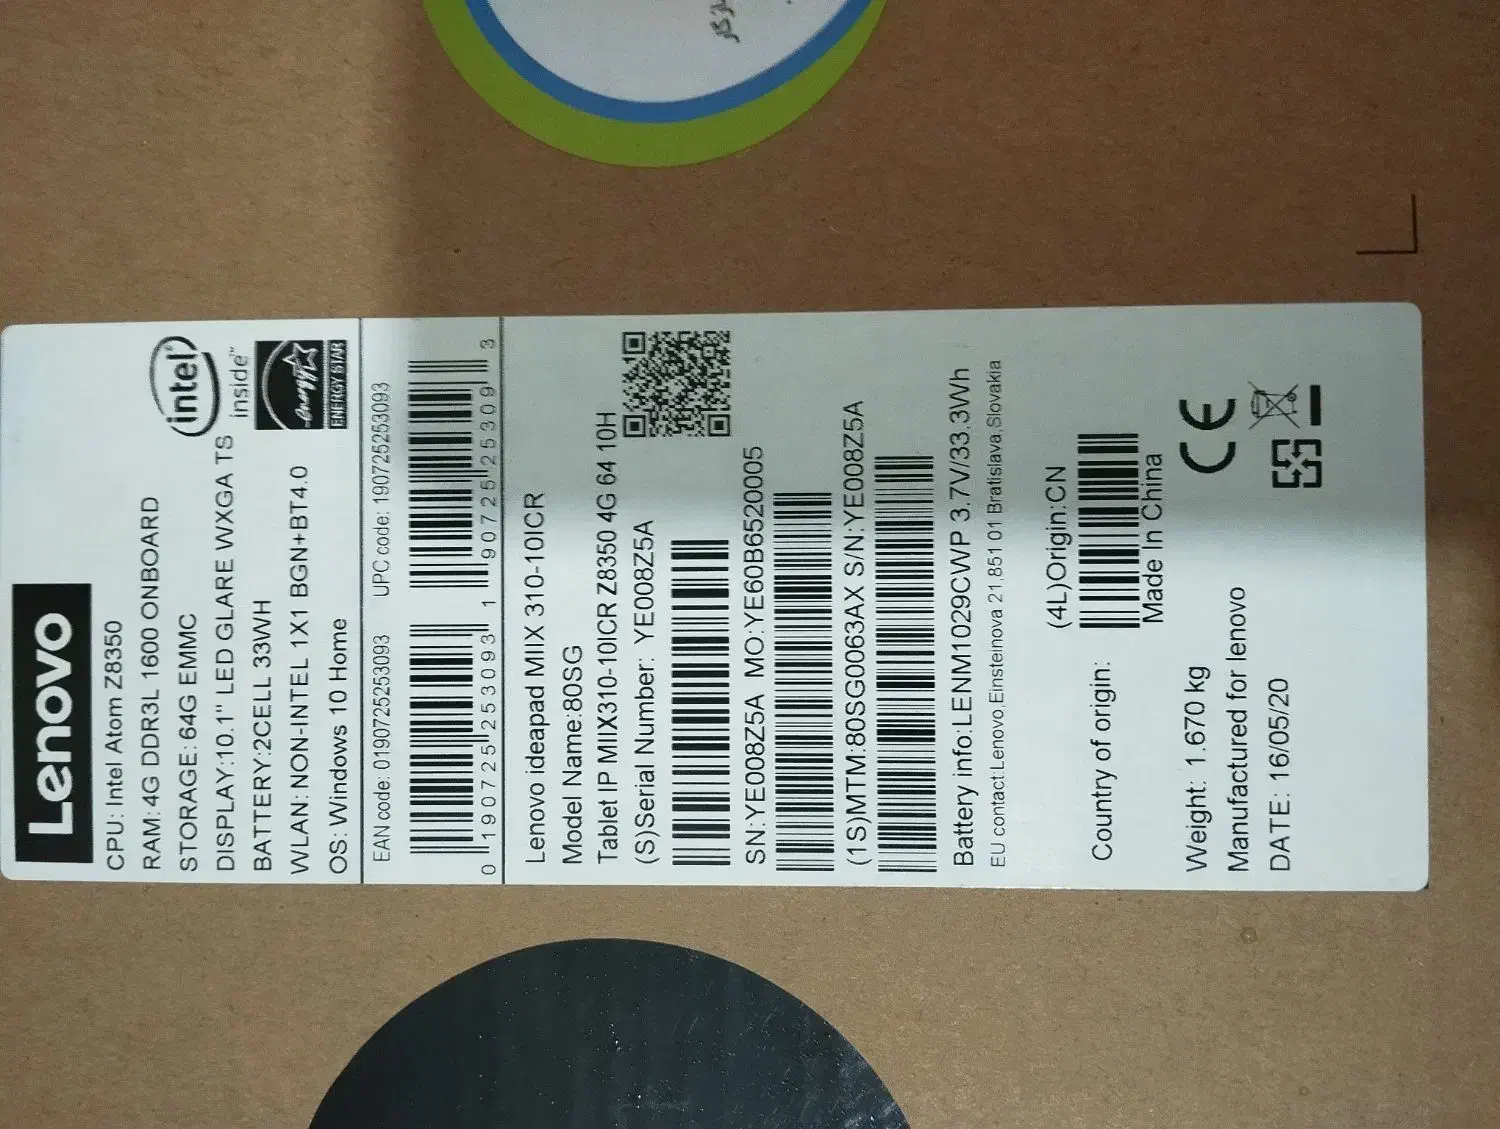 Lenovo
CPU: Intel Atom Z8350
RAM: 4G DDR3L 1600 ONBOARD
STORAGE: 64G EMMC
DISPLAY:10.1" LED GLARE WXGA TS
BATTERY:2CELL 33WH
WLAN: NON-INTEL 1X1 BGN+BT4.0
OS: Windows 10 Home
intel®
inside™
energy
ENERGY STAR
EAN code: 0190725253093
UPC code: 190725253093
0 190725 253093
1 90725 25309 3
Lenovo ideapad MIIX 310-10ICR
Model Name:80SG
Tablet IP MIIX310-10ICR Z8350 4G 64 10H
(S)Serial Number: YE008Z5A
SN:YE008Z5A MO:YE60B6520005
(1S)MTM:80SG0063AX S/N:YE008Z5A
Battery info:LENM1029CWP 3.7V/33.3Wh
EU contact:Lenovo,Einsteinova 21,851 01 Bratislava,Slovakia
(4L)Origin:CN
Country of origin:
Made In China
Weight: 1.670 kg
Manufactured for lenovo
DATE: 16/05/20
CE